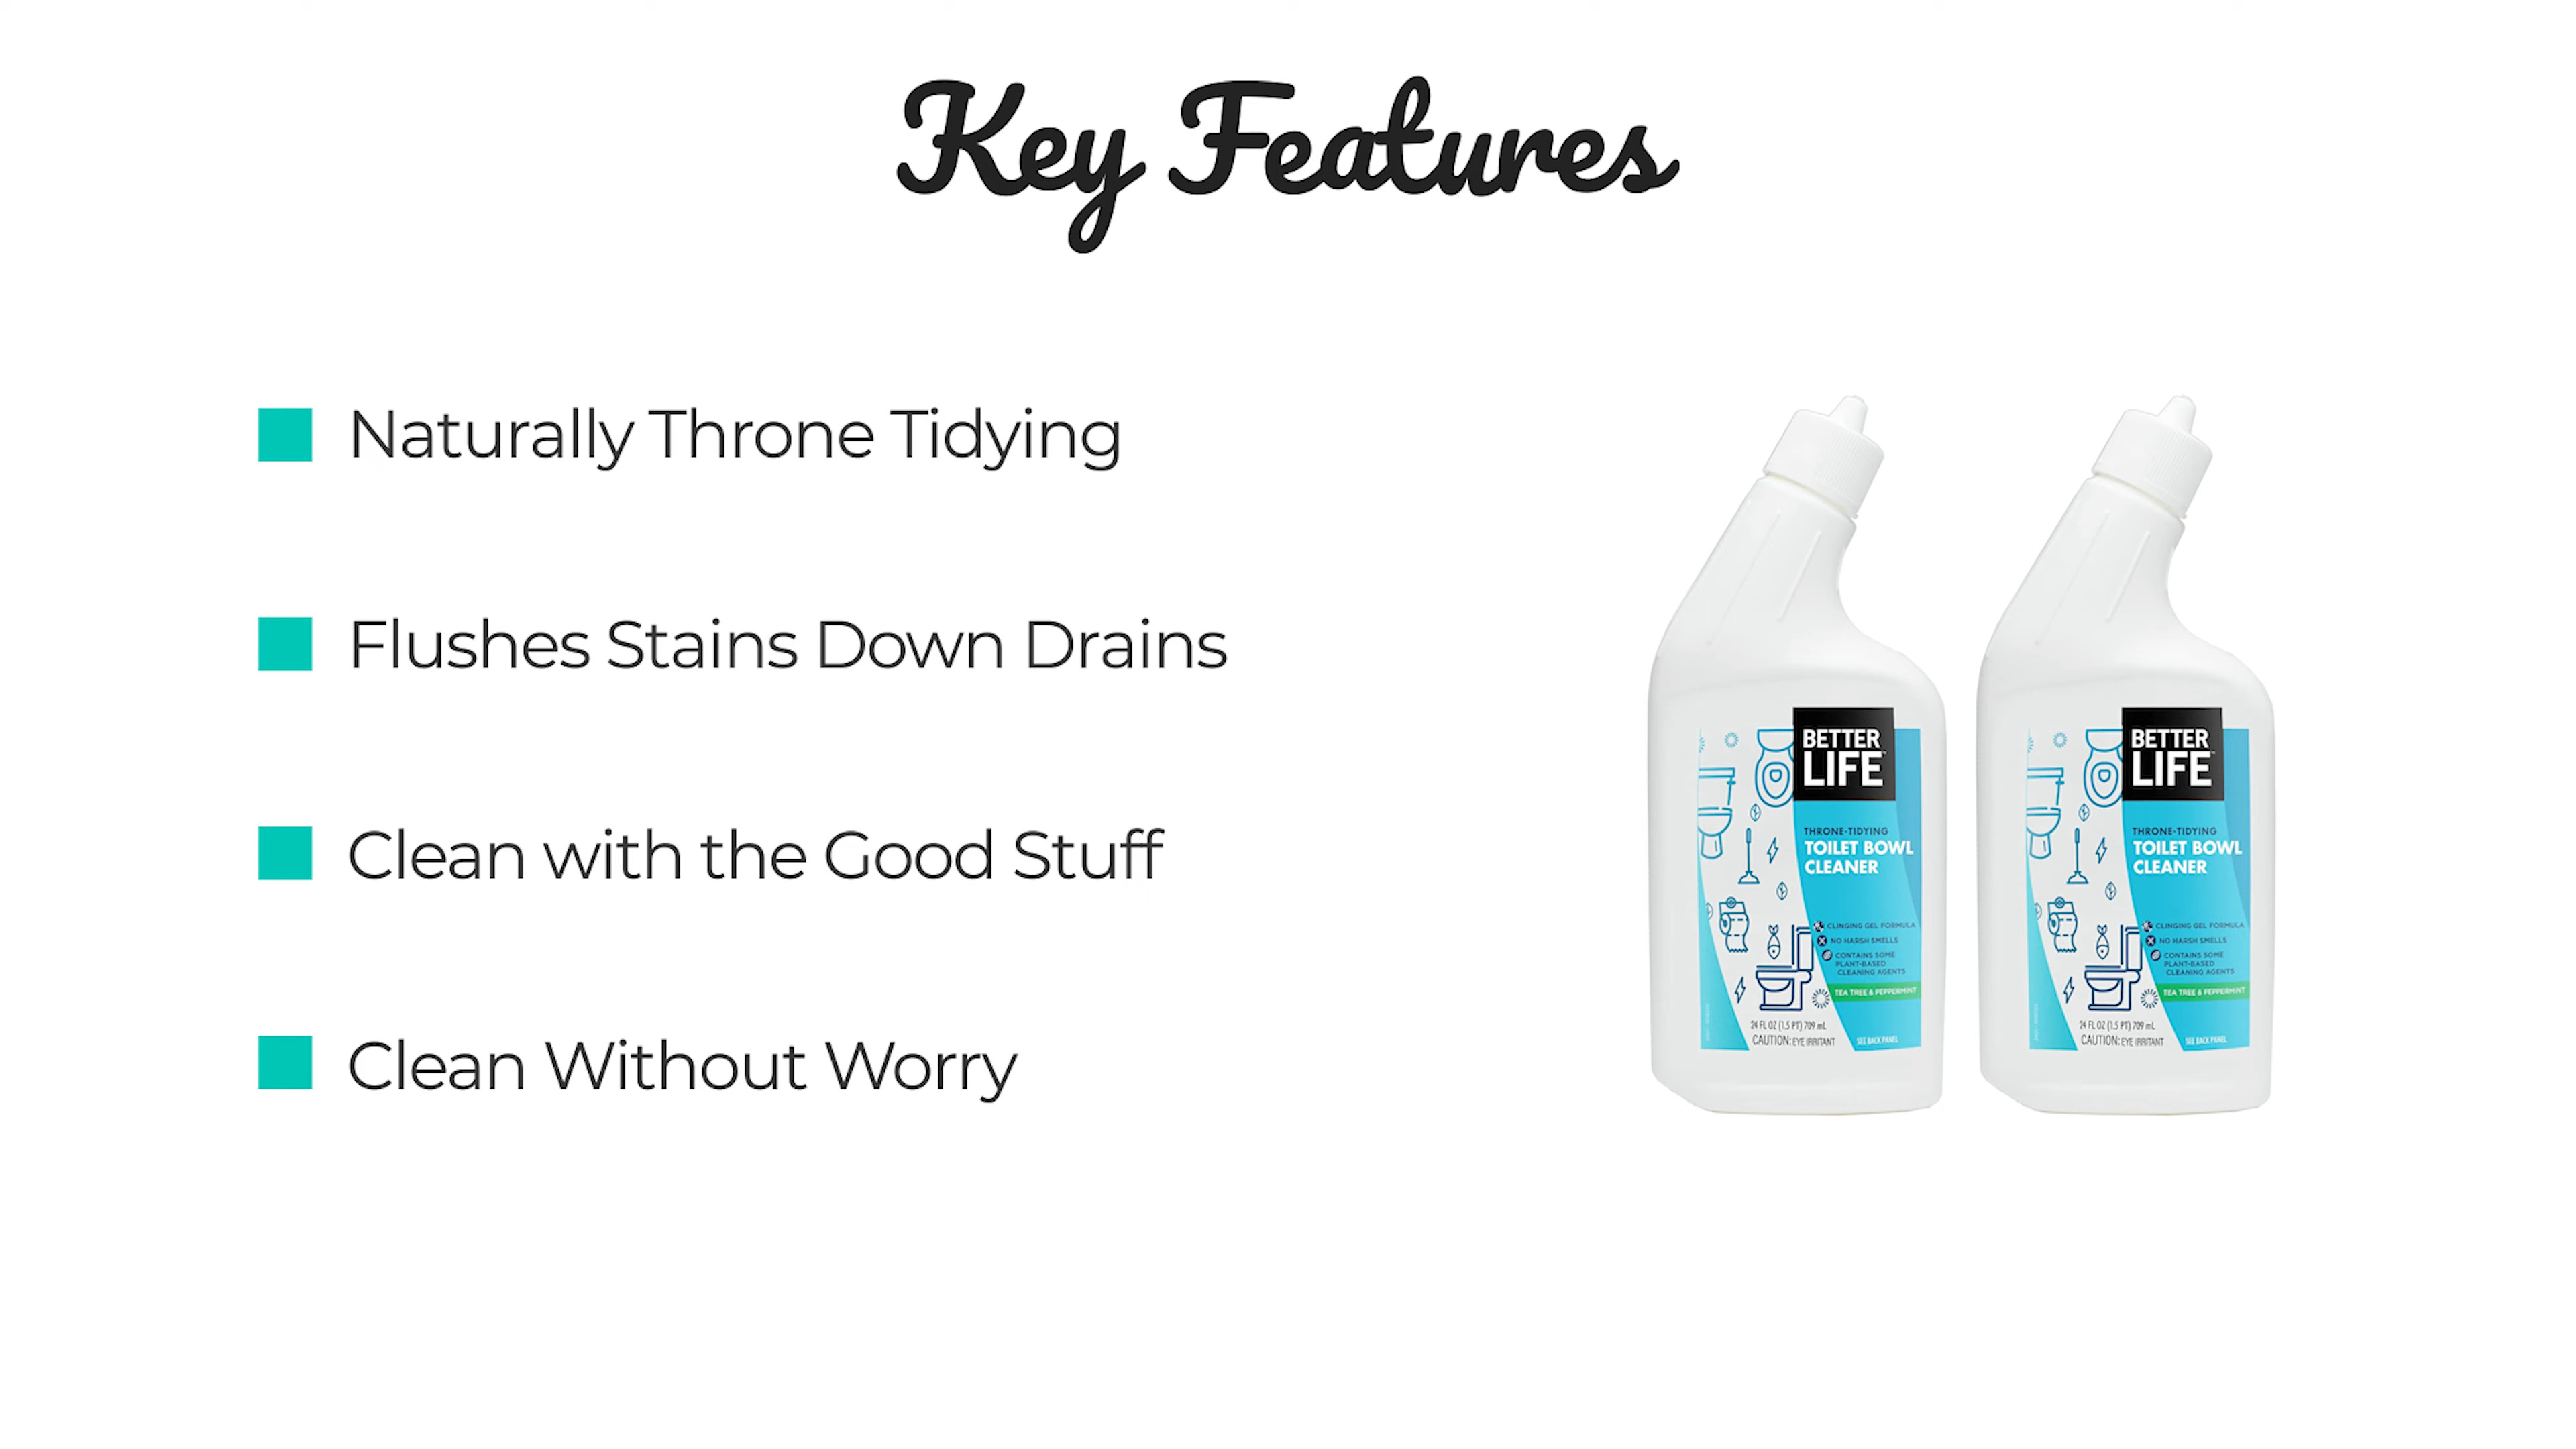 Key Features
Naturally Throne Tidying
Flushes Stains Down Drains
Clean with the Good Stuff
Clean Without Worry
BETTER
LIFE
THRONE-TIDYING
TOILET BOWL
CLEANER
CLINGING GEL FORMULA
NO HARSH SMELLS
CONTAINS SOME
PLANT-BASED
CLEANING AGENTS
TEA TREE & PEPPERMINT
24 FL OZ (1.5 PT) 709 mL
CAUTION: EYE IRRITANT
SEE BACK PANEL
BETTER
LIFE
THRONE-TIDYING
TOILET BOWL
CLEANER
CLINGING GEL FORMULA
NO HARSH SMELLS
CONTAINS SOME
PLANT-BASED
CLEANING AGENTS
TEA TREE & PEPPERMINT
24 FL OZ (1.5 PT) 709 mL
CAUTION: EYE IRRITANT
SEE BACK PANEL